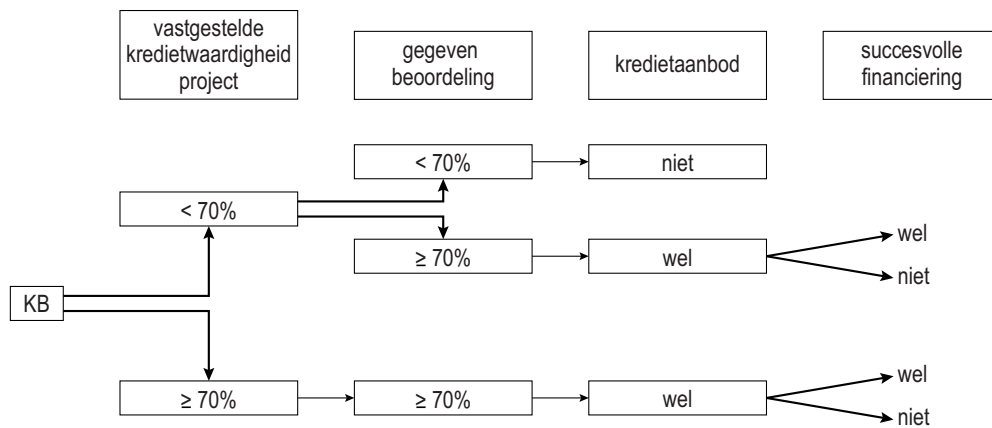 vastgestelde
kredietwaardigheid
project
gegeven
beoordeling
kredietaanbod
succesvolle
financiering
< 70%
niet
< 70%
≥ 70%
wel
wel
niet
KB
≥ 70%
≥ 70%
wel
wel
niet